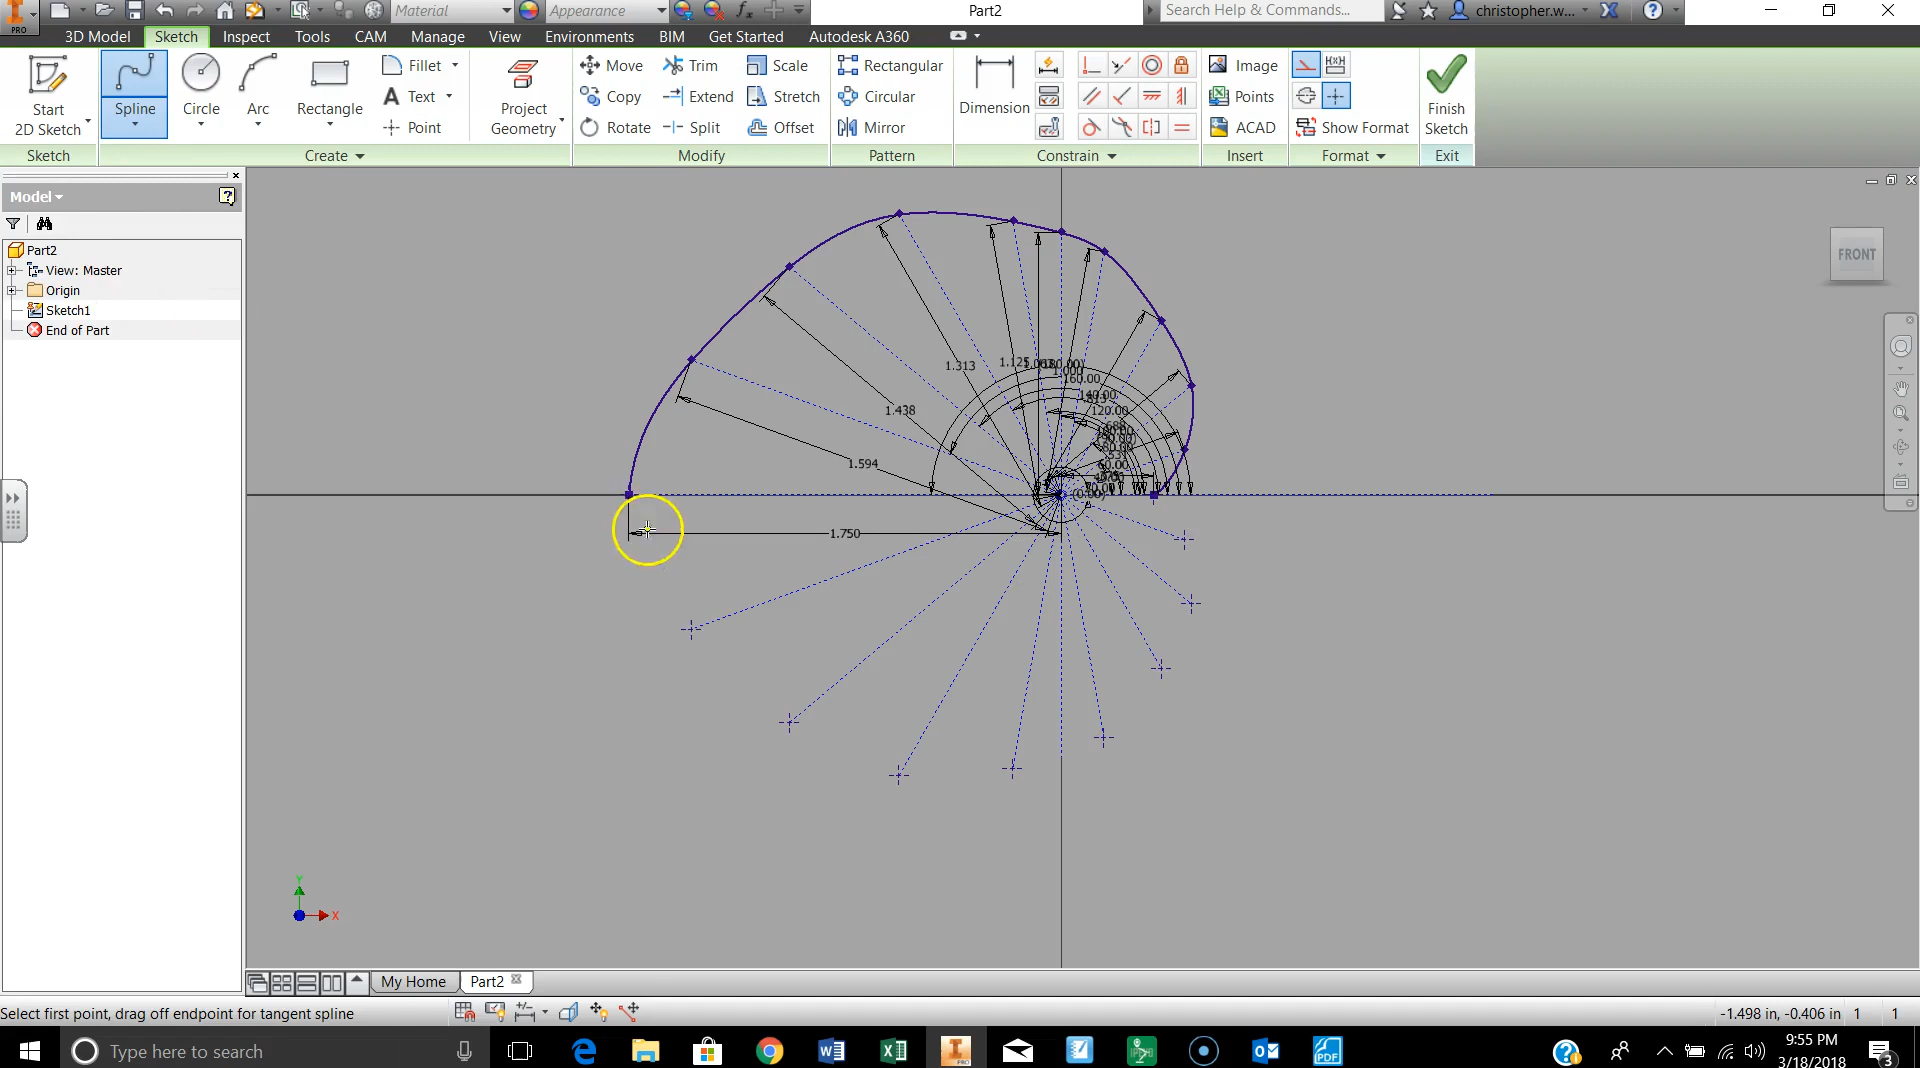 PRO
Material
Appearance
Part2
Search Help & Commands...
christopher.w...
3D Model
Sketch
Inspect
Tools
CAM
Manage
View
Environments
BIM
Get Started
Autodesk A360
Start
2D Sketch
Spline
Circle
Arc
Rectangle
Fillet
Text
Point
Project
Geometry
Move
Copy
Rotate
Trim
Extend
Split
Scale
Stretch
Offset
Rectangular
Circular
Mirror
Dimension
Image
Points
ACAD
Show Format
Finish
Sketch
Sketch
Create
Modify
Pattern
Constrain
Insert
Format
Exit
Model
Part2
View: Master
Origin
Sketch1
End of Part
FRONT
1.313
1.125
1.000
160.00
140.00
120.00
1.438
60.00
1.594
(0.00)
1.750
Y
X
My Home
Part2
Select first point, drag off endpoint for tangent spline
-1.498 in, -0.406 in 1 1
Type here to search
9:55 PM
3/18/2018
3